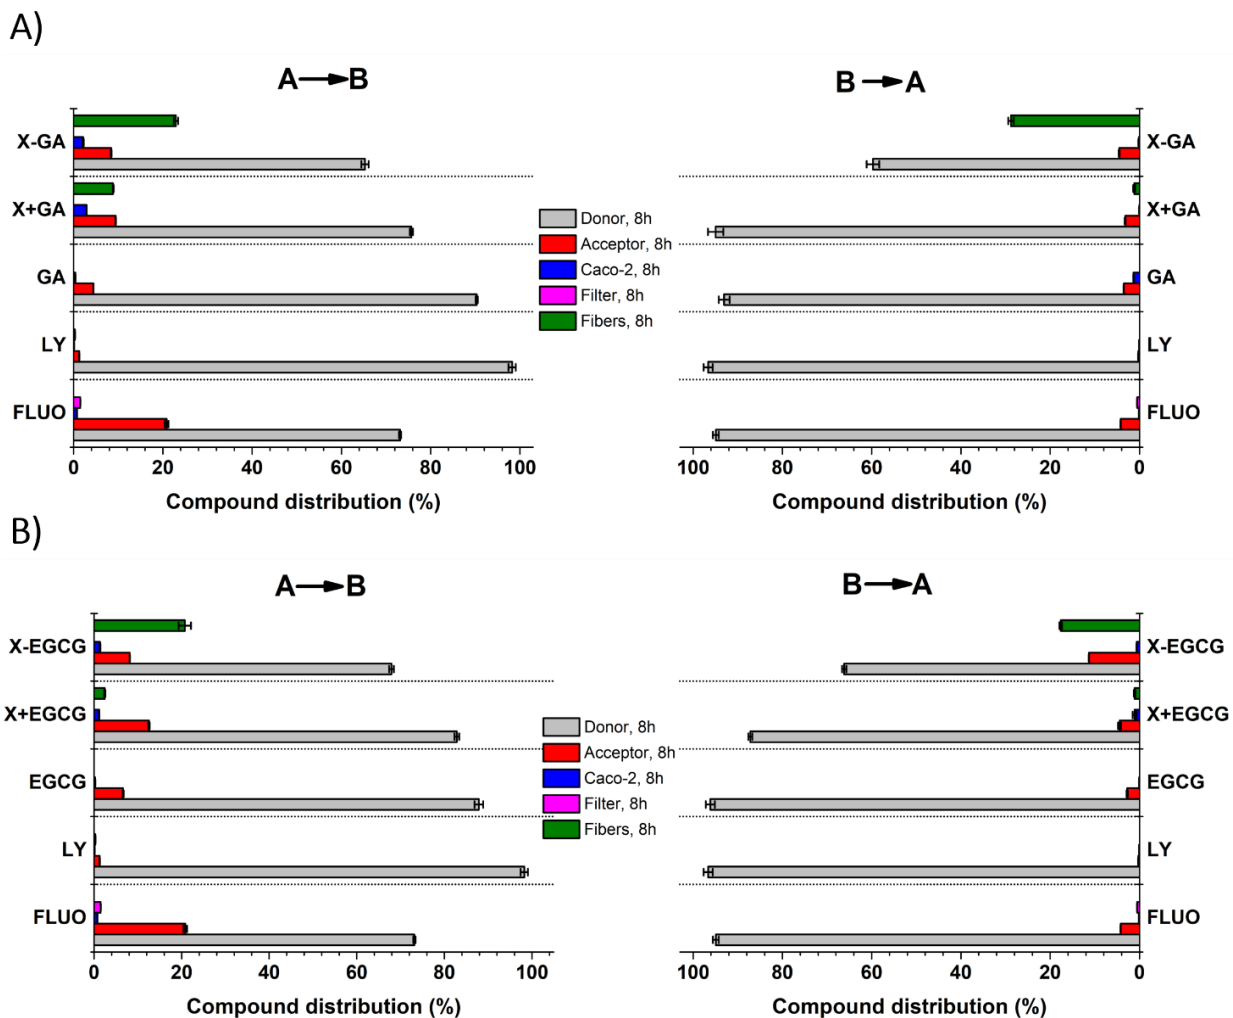 A)
A B
B A
X-GA
X+GA
GA
LY
FLUO
0 20 40 60 80 100
Compound distribution (%)
Donor, 8h
Acceptor, 8h
Caco-2, 8h
Filter, 8h
Fibers, 8h
X-GA
X+GA
GA
LY
FLUO
100 80 60 40 20 0
Compound distribution (%)
B)
A B
B A
X-EGCG
X+EGCG
EGCG
LY
FLUO
0 20 40 60 80 100
Compound distribution (%)
Donor, 8h
Acceptor, 8h
Caco-2, 8h
Filter, 8h
Fibers, 8h
X-EGCG
X+EGCG
EGCG
LY
FLUO
100 80 60 40 20 0
Compound distribution (%)